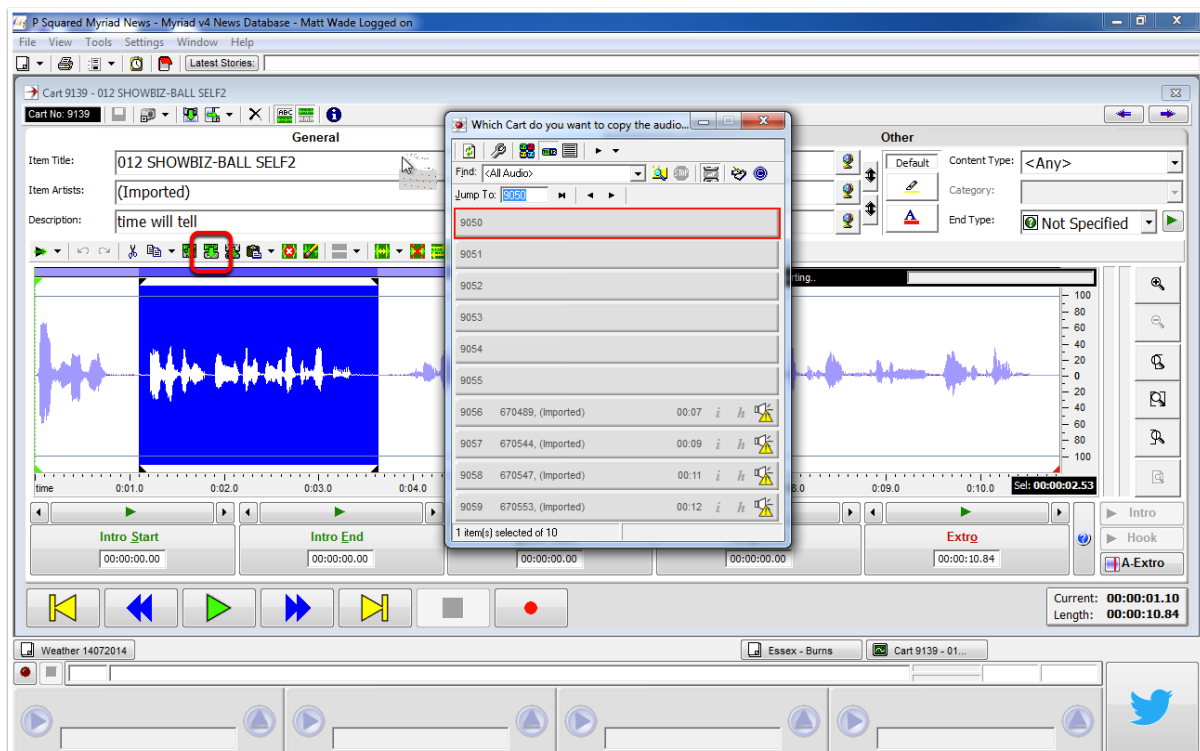 P Squared Myriad News - Myriad v4 News Database - Matt Wade Logged on
File View Tools Settings Window Help
Latest Stories:
Cart 9139 - 012 SHOWBIZ-BALL SELF2
Cart No: 9139
ABC
General
Other
Item Title:
012 SHOWBIZ-BALL SELF2
Item Artists:
(Imported)
Description:
time will tell
Default
Content Type:
<Any>
Category:
End Type:
Not Specified
Which Cart do you want to copy the audio...
Find:
<All Audio>
STOP
Jump To:
9050
9050
9051
9052
9053
9054
9055
9056 670489, (Imported) 00:07 i h
9057 670544, (Imported) 00:09 i h
9058 670547, (Imported) 00:11 i h
9059 670553, (Imported) 00:12 i h
1 item(s) selected of 10
rting..
100
80
60
40
20
0
20
40
60
80
100
time 0:01.0 0:02.0 0:03.0 0:04.0 8.0 0:09.0 0:10.0
Sel: 00:00:02.53
Intro Start
00:00:00.00
Intro End
00:00:00.00
00:00:00.00
00:00:00.00
Extro
00:00:10.84
Intro
Hook
A-Extro
Current: 00:00:01.10
Length: 00:00:10.84
Weather 14072014
Essex - Burns
Cart 9139 - 01...